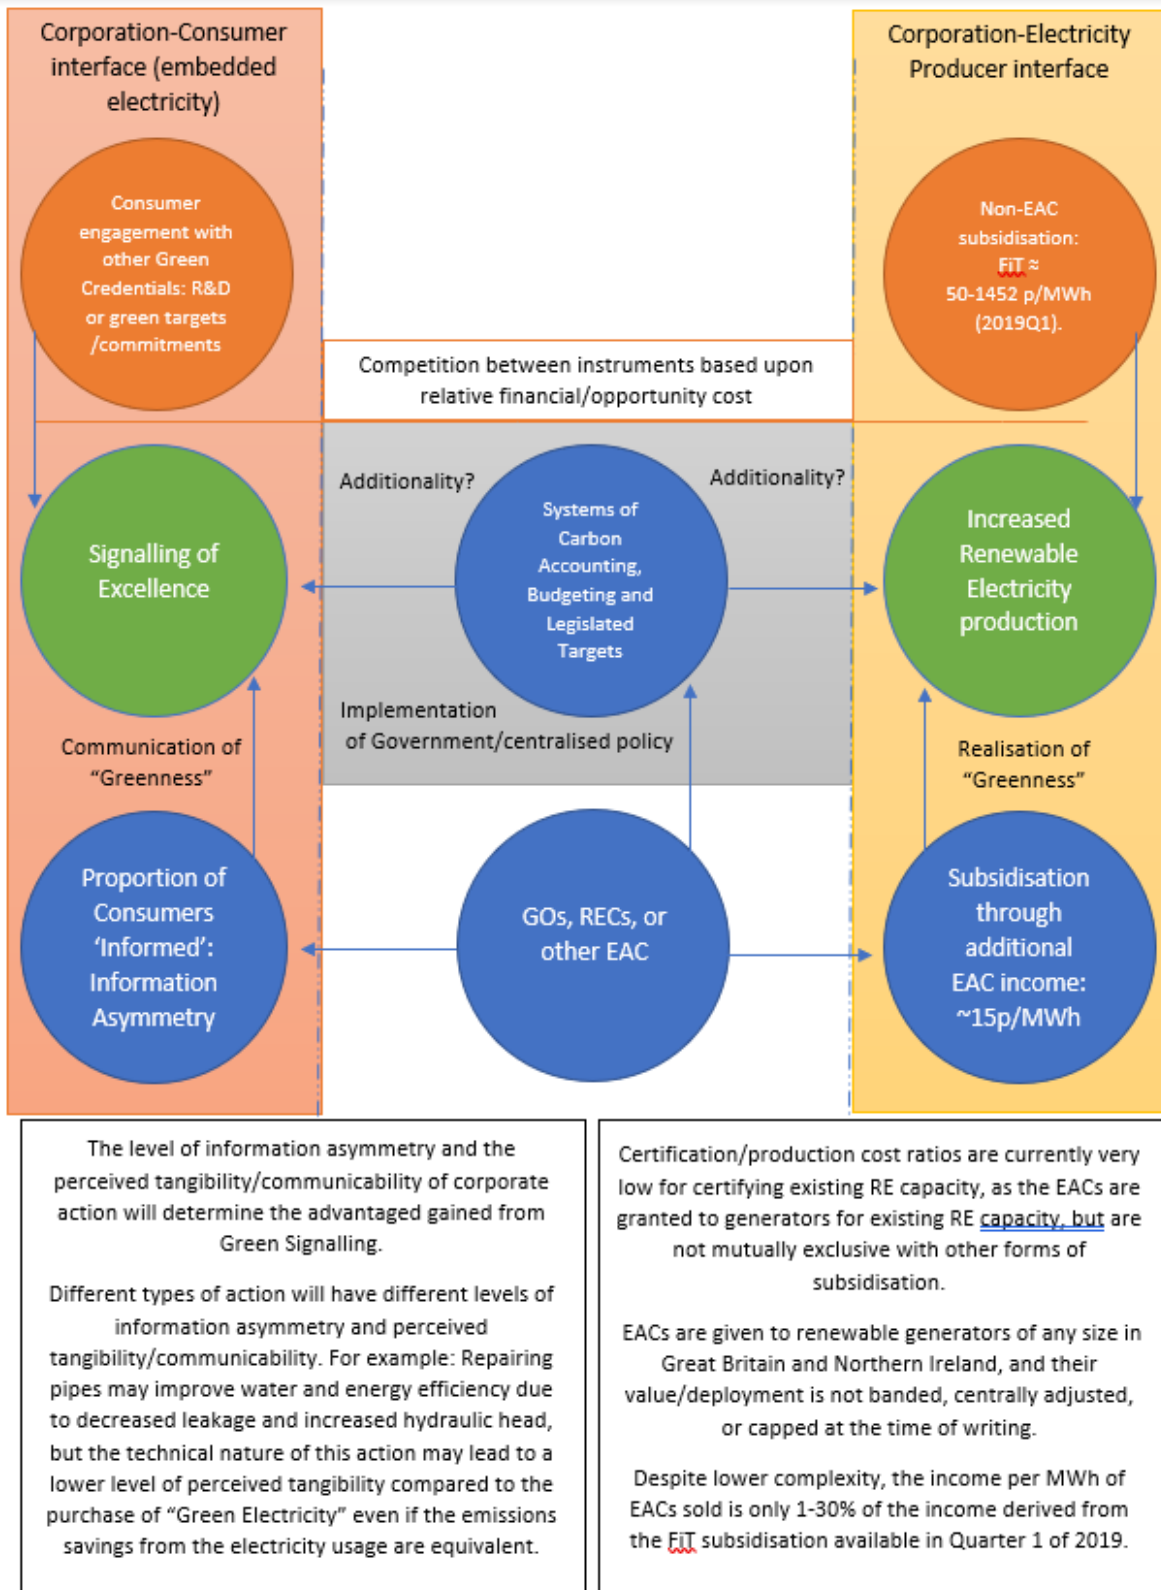 Corporation-Consumer
interface (embedded
electricity)
Corporation-Electricity
Producer interface
Consumer
engagement with
other Green
Credentials: R&D
or green targets
/commitments
Non-EAC
subsidisation:
FiT ≈
50-1452 p/MWh
(2019Q1).
Competition between instruments based upon
relative financial/opportunity cost
Additionality?
Additionality?
Signalling of
Excellence
Systems of
Carbon
Accounting,
Budgeting and
Legislated
Targets
Increased
Renewable
Electricity
production
Implementation
of Government/centralised policy
Communication of
“Greenness”
Realisation of
“Greenness”
Proportion of
Consumers
‘Informed’:
Information
Asymmetry
GOs, RECs, or
other EAC
Subsidisation
through
additional
EAC income:
~15p/MWh
The level of information asymmetry and the
perceived tangibility/communicability of corporate
action will determine the advantaged gained from
Green Signalling.
Different types of action will have different levels of
information asymmetry and perceived
tangibility/communicability. For example: Repairing
pipes may improve water and energy efficiency due
to decreased leakage and increased hydraulic head,
but the technical nature of this action may lead to a
lower level of perceived tangibility compared to the
purchase of “Green Electricity” even if the emissions
savings from the electricity usage are equivalent.
Certification/production cost ratios are currently very
low for certifying existing RE capacity, as the EACs are
granted to generators for existing RE capacity, but are
not mutually exclusive with other forms of
subsidisation.
EACs are given to renewable generators of any size in
Great Britain and Northern Ireland, and their
value/deployment is not banded, centrally adjusted,
or capped at the time of writing.
Despite lower complexity, the income per MWh of
EACs sold is only 1-30% of the income derived from
the FiT subsidisation available in Quarter 1 of 2019.